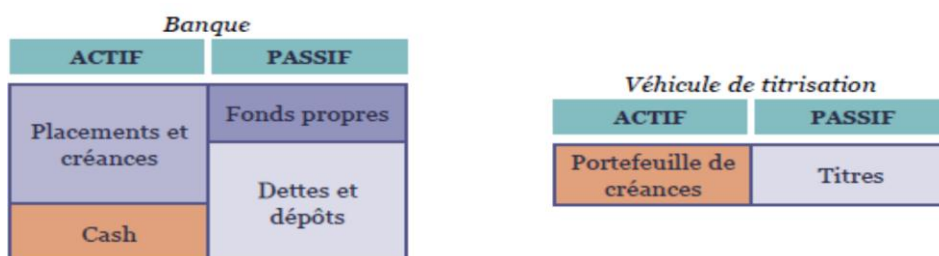 Banque
ACTIF PASSIF
Placements et
créances
Fonds propres
Dettes et
dépôts
Cash
Véhicule de titrisation
ACTIF PASSIF
Portefeuille de
créances
Titres